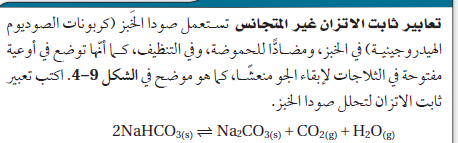 تعابير ثابت الاتزان غير المتجانس تستعمل صودا الخَبز (كربونات الصوديوم
الهيدروجينية) في الخبز، ومضادًّا للحموضة، وفي التنظيف، كما أنّها توضع في أوعية
مفتوحة في الثلاجات لإبقاء الجو منعشًا، كما هو موضح في الشكل 9–4. اكتب تعبير
ثابت الاتزان لتحلل صودا الخبز.
2NaHCO3(s) ⇌ Na2CO3(s) + CO2(g) + H2O(g)